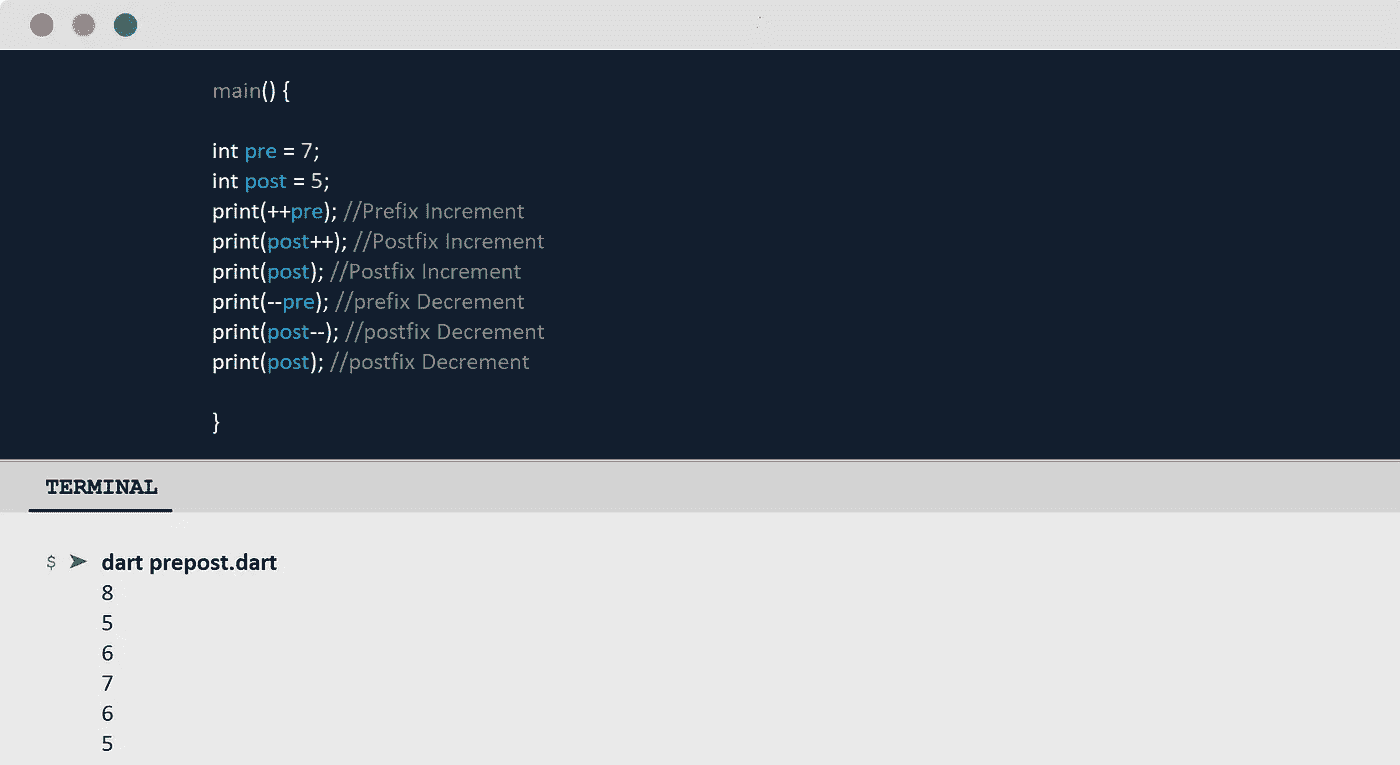 main() {
int pre = 7;
int post = 5;
print(++pre); //Prefix Increment
print(post++); //Postfix Increment
print(post); //Postfix Increment
print(--pre); //prefix Decrement
print(post--); //postfix Decrement
print(post); //postfix Decrement
}
TERMINAL
$ ➤ dart prepost.dart
8
5
6
7
6
5